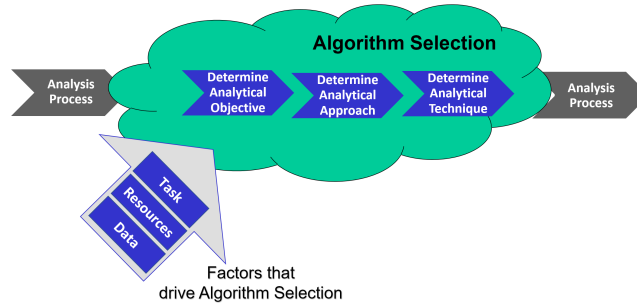 Algorithm Selection
Analysis
Process
Determine
Analytical
Objective
Determine
Analytical
Approach
Determine
Analytical
Technique
Analysis
Process
Task
Resources
Data
Factors that
drive Algorithm Selection